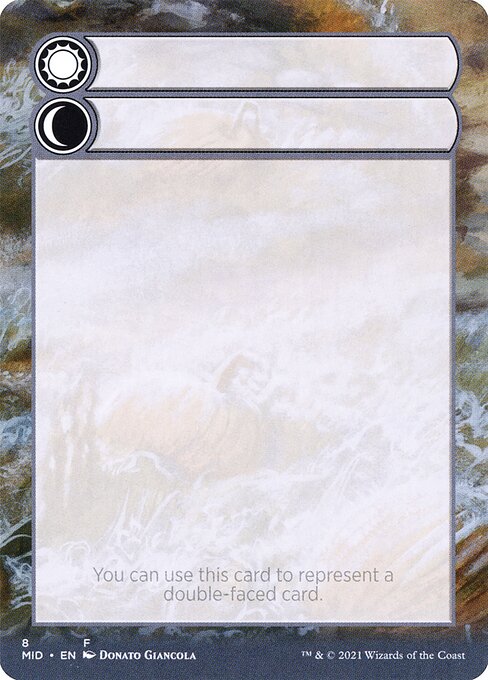 You can use this card to represent a
double-faced card.
8 F
MID • EN Donato Giancola ™ & © 2021 Wizards of the Coast